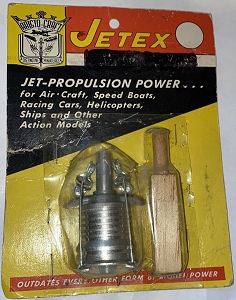 JETEX
JET-PROPULSION POWER...
for Air-Craft, Speed Boats,
Racing Cars, Helicopters,
Ships and Other
Action Models
OUTDATES EVERY OTHER FORM OF MODEL POWER